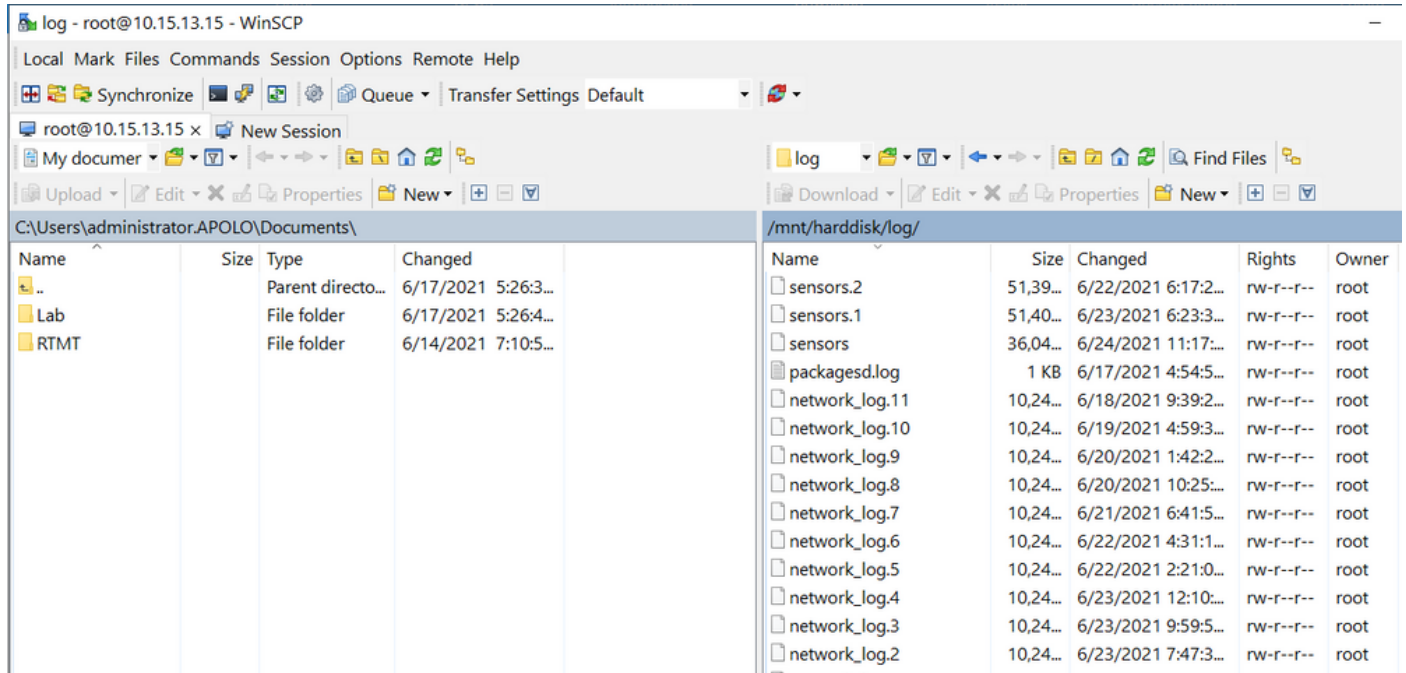 log - root@10.15.13.15 - WinSCP
Local Mark Files Commands Session Options Remote Help
Synchronize Queue Transfer Settings Default
root@10.15.13.15 × New Session
My documer log Find Files
Upload Edit Properties New Download Edit Properties New
C:\Users\administrator.APOLO\Documents\ /mnt/harddisk/log/
Name Size Type Changed Name Size Changed Rights Owner
.. Parent directo... 6/17/2021 5:26:3... sensors.2 51,39... 6/22/2021 6:17:2... rw-r--r-- root
Lab File folder 6/17/2021 5:26:4... sensors.1 51,40... 6/23/2021 6:23:3... rw-r--r-- root
RTMT File folder 6/14/2021 7:10:5... sensors 36,04... 6/24/2021 11:17:... rw-r--r-- root
packagesd.log 1 KB 6/17/2021 4:54:5... rw-r--r-- root
network_log.11 10,24... 6/18/2021 9:39:2... rw-r--r-- root
network_log.10 10,24... 6/19/2021 4:59:3... rw-r--r-- root
network_log.9 10,24... 6/20/2021 1:42:2... rw-r--r-- root
network_log.8 10,24... 6/20/2021 10:25:... rw-r--r-- root
network_log.7 10,24... 6/21/2021 6:41:5... rw-r--r-- root
network_log.6 10,24... 6/22/2021 4:31:1... rw-r--r-- root
network_log.5 10,24... 6/22/2021 2:21:0... rw-r--r-- root
network_log.4 10,24... 6/23/2021 12:10:... rw-r--r-- root
network_log.3 10,24... 6/23/2021 9:59:5... rw-r--r-- root
network_log.2 10,24... 6/23/2021 7:47:3... rw-r--r-- root